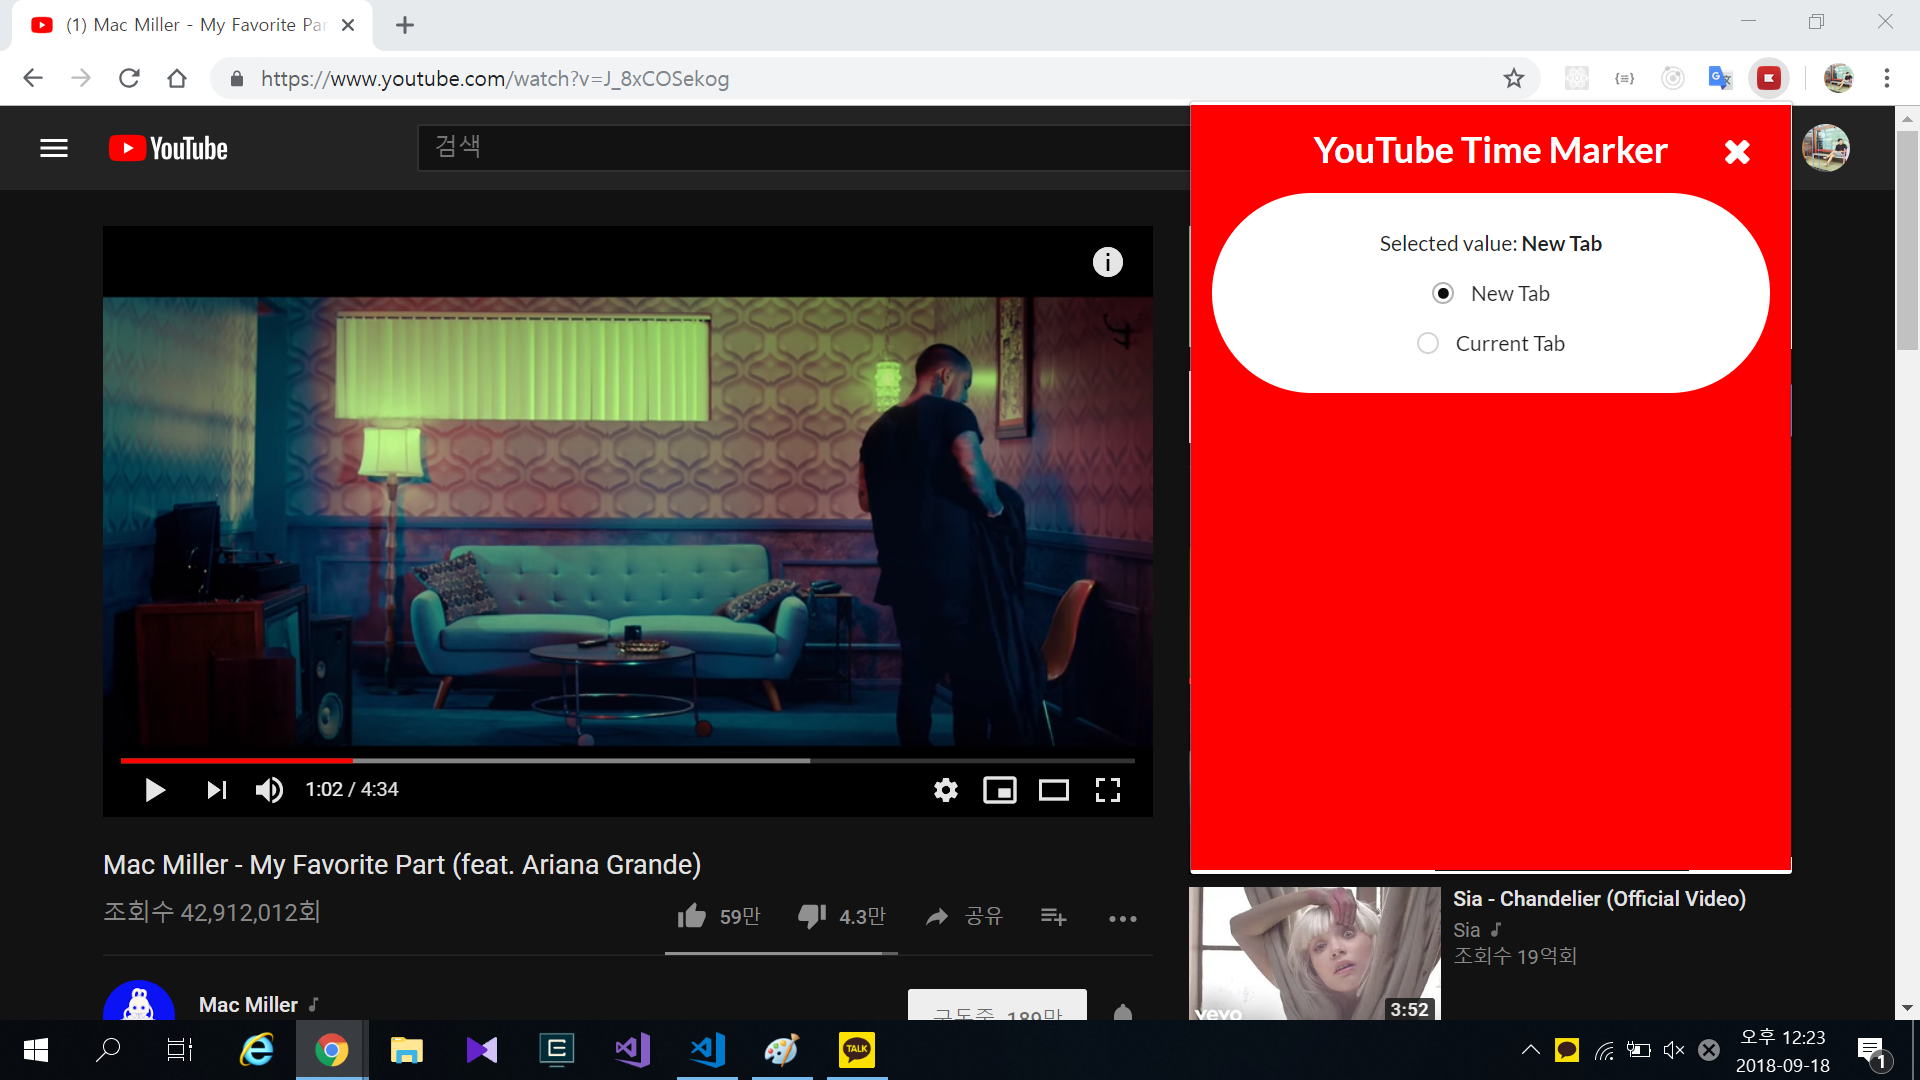 (1) Mac Miller - My Favorite Par
https://www.youtube.com/watch?v=J_8xCOSekog
YouTube
검색
YouTube Time Marker
Selected value: New Tab
New Tab
Current Tab
1:02 / 4:34
Mac Miller - My Favorite Part (feat. Ariana Grande)
조회수 42,912,012회
59만
4.3만
공유
Mac Miller
구독중 189만
Sia - Chandelier (Official Video)
Sia
조회수 19억회
3:52
vevo
TALK
오후 12:23
2018-09-18
1